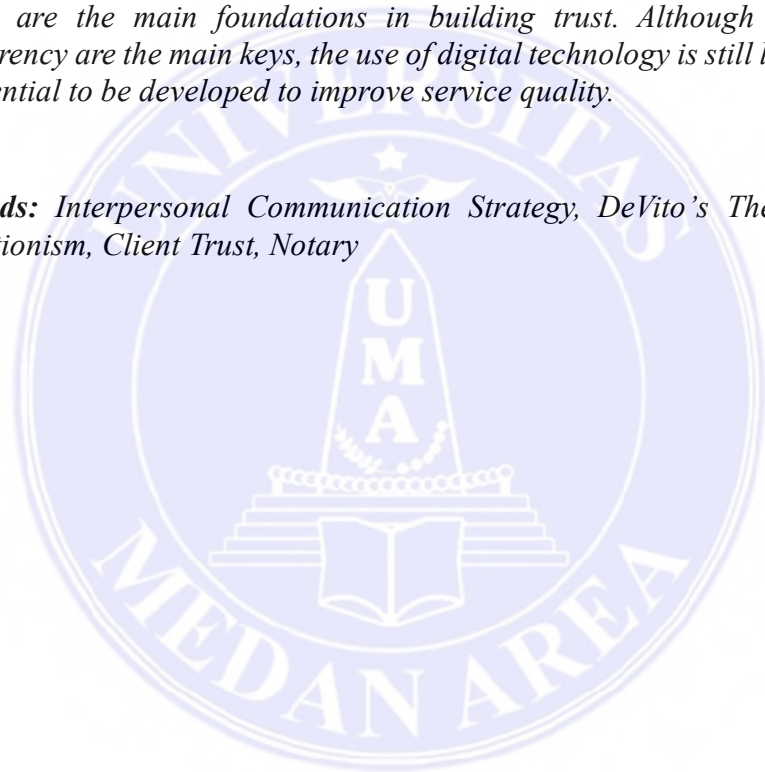 are the main foundations in building trust. Although
rency are the main keys, the use of digital technology is still l
ential to be developed to improve service quality.
ds: Interpersonal Communication Strategy, DeVito's The
tionism, Client Trust, Notary
UNIVERSITAS
UMA
MEDAN AREA